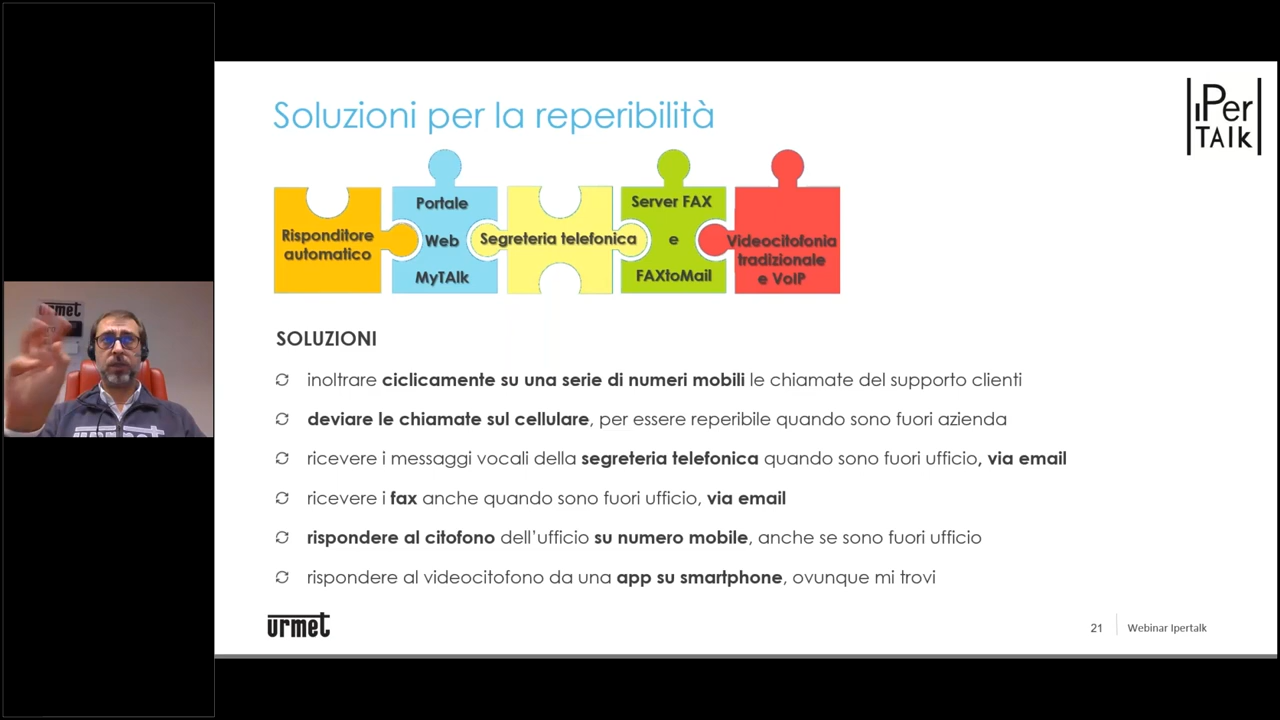 Soluzioni per la reperibilità
iPer
TAlk
Risponditore
automatico
Portale
Web
MyTAlk
Segreteria telefonica
Server FAX
e
FAXtoMail
Videocitofonia
tradizionale
e VoIP
SOLUZIONI
inoltrare ciclicamente su una serie di numeri mobili le chiamate del supporto clienti
deviare le chiamate sul cellulare, per essere reperibile quando sono fuori azienda
ricevere i messaggi vocali della segreteria telefonica quando sono fuori ufficio, via email
ricevere i fax anche quando sono fuori ufficio, via email
rispondere al citofono dell'ufficio su numero mobile, anche se sono fuori ufficio
rispondere al videocitofono da una app su smartphone, ovunque mi trovi
urmet
21
Webinar Ipertalk
urmet
urmet